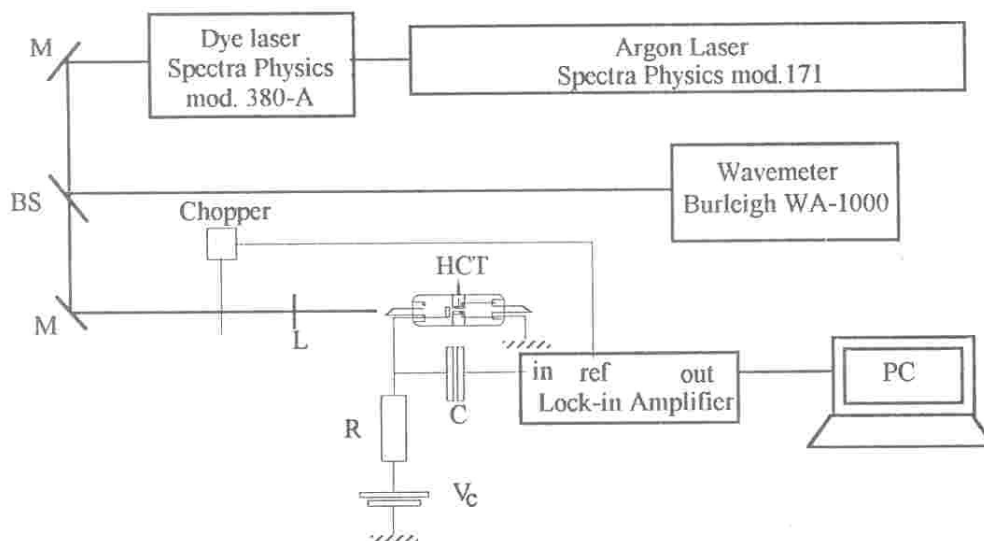 M
Dye laser
Spectra Physics
mod. 380-A
Argon Laser
Spectra Physics mod.171
BS
Wavemeter
Burleigh WA-1000
Chopper
HCT
M
L
in ref out
Lock-in Amplifier
PC
C
R
Vc